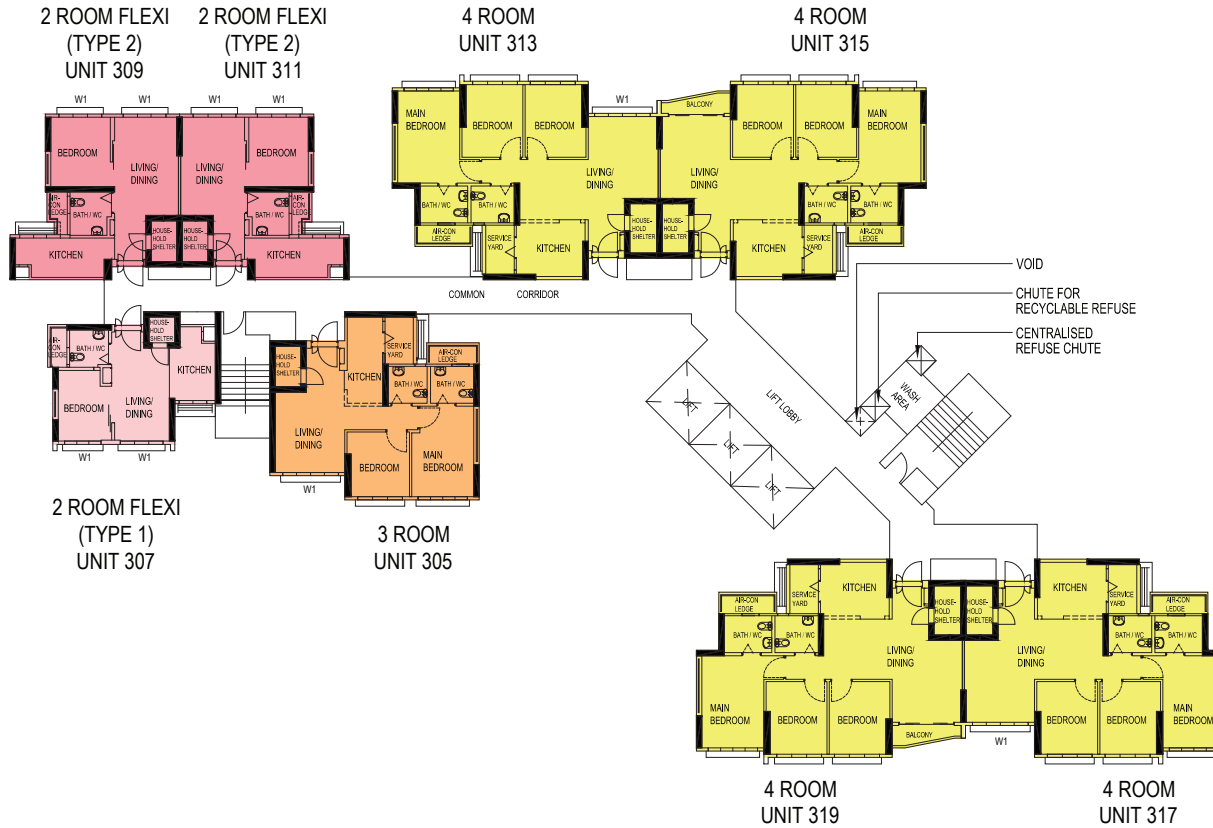 2 ROOM FLEXI
(TYPE 2)
UNIT 309
2 ROOM FLEXI
(TYPE 2)
UNIT 311
4 ROOM
UNIT 313
4 ROOM
UNIT 315
W1
W1
W1
W1
BEDROOM
LIVING/
DINING
LIVING/
DINING
BEDROOM
AIR-
CON
LEDGE
BATH / WC
HOUSE-
HOLD
SHELTER
HOUSE-
HOLD
SHELTER
BATH / WC
AIR-
CON
LEDGE
KITCHEN
KITCHEN
W1
BALCONY
MAIN
BEDROOM
BEDROOM
BEDROOM
LIVING/
DINING
LIVING/
DINING
BEDROOM
BEDROOM
MAIN
BEDROOM
BATH / WC
BATH / WC
AIR-CON
LEDGE
SERVICE
YARD
KITCHEN
HOUSE-
HOLD
SHELTER
HOUSE-
HOLD
SHELTER
KITCHEN
SERVICE
YARD
BATH / WC
BATH / WC
AIR-CON
LEDGE
COMMON CORRIDOR
VOID
CHUTE FOR
RECYCLABLE REFUSE
CENTRALISED
REFUSE CHUTE
WASH
AREA
LIFT LOBBY
LIFT
LIFT
LIFT
AIR-
CON
LEDGE
BATH / WC
HOUSE-
HOLD
SHELTER
KITCHEN
BEDROOM
LIVING/
DINING
W1
W1
2 ROOM FLEXI
(TYPE 1)
UNIT 307
HOUSE-
HOLD
SHELTER
KITCHEN
SERVICE
YARD
AIR-CON
LEDGE
BATH / WC
BATH / WC
LIVING/
DINING
BEDROOM
MAIN
BEDROOM
W1
3 ROOM
UNIT 305
AIR-CON
LEDGE
SERVICE
YARD
KITCHEN
HOUSE-
HOLD
SHELTER
HOUSE-
HOLD
SHELTER
KITCHEN
SERVICE
YARD
AIR-CON
LEDGE
BATH / WC
BATH / WC
LIVING/
DINING
LIVING/
DINING
BATH / WC
BATH / WC
MAIN
BEDROOM
BEDROOM
BEDROOM
BALCONY
W1
BEDROOM
BEDROOM
MAIN
BEDROOM
4 ROOM
UNIT 319
4 ROOM
UNIT 317